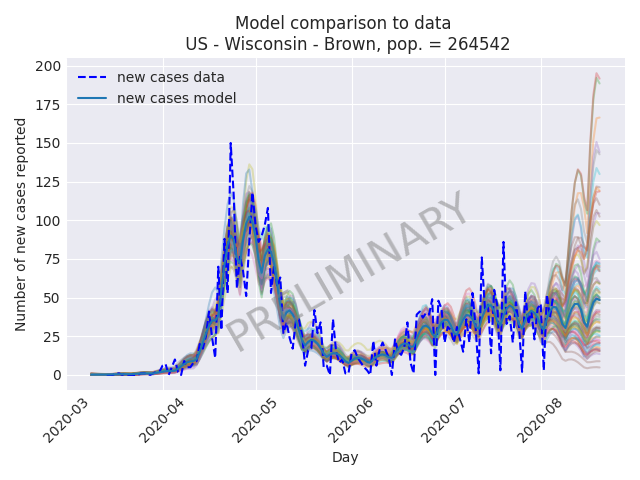 Model comparison to data
US - Wisconsin - Brown, pop. = 264542
200
175
150
125
100
75
50
25
0
Number of new cases reported
new cases data
new cases model
PRELIMINARY
2020-03
2020-04
2020-05
2020-06
2020-07
2020-08
Day